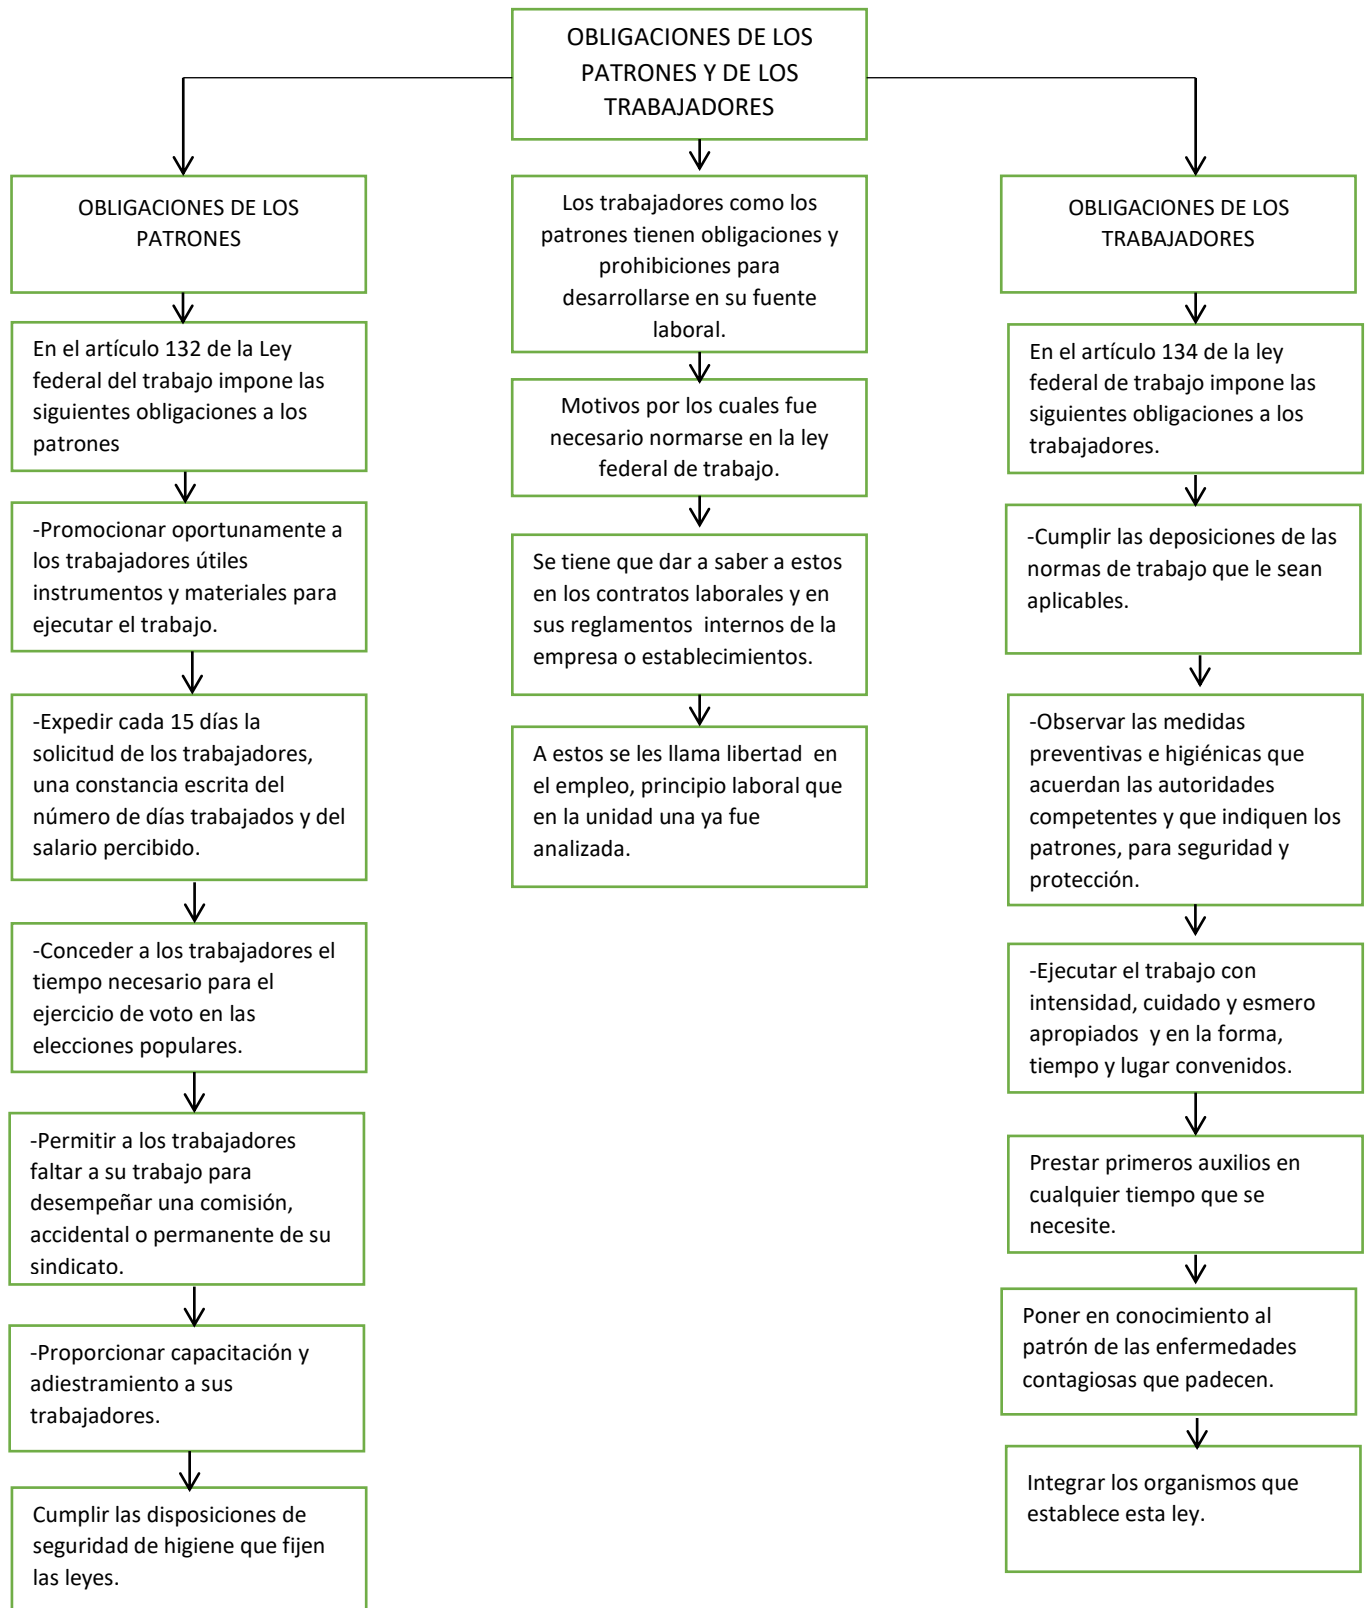 OBLIGACIONES DE LOS
PATRONES Y DE LOS
TRABAJADORES
OBLIGACIONES DE LOS
PATRONES
En el artículo 132 de la Ley
federal del trabajo impone las
siguientes obligaciones a los
patrones
-Promocionar oportunamente a
los trabajadores útiles
instrumentos y materiales para
ejecutar el trabajo.
-Expedir cada 15 días la
solicitud de los trabajadores,
una constancia escrita del
número de días trabajados y del
salario percibido.
-Conceder a los trabajadores el
tiempo necesario para el
ejercicio de voto en las
elecciones populares.
-Permitir a los trabajadores
faltar a su trabajo para
desempeñar una comisión,
accidental o permanente de su
sindicato.
-Proporcionar capacitación y
adiestramiento a sus
trabajadores.
Cumplir las disposiciones de
seguridad de higiene que fijen
las leyes.
Los trabajadores como los
patrones tienen obligaciones y
prohibiciones para
desarrollarse en su fuente
laboral.
Motivos por los cuales fue
necesario normarse en la ley
federal de trabajo.
Se tiene que dar a saber a estos
en los contratos laborales y en
sus reglamentos  internos de la
empresa o establecimientos.
A estos se les llama libertad  en
el empleo, principio laboral que
en la unidad una ya fue
analizada.
OBLIGACIONES DE LOS
TRABAJADORES
En el artículo 134 de la ley
federal de trabajo impone las
siguientes obligaciones a los
trabajadores.
-Cumplir las deposiciones de las
normas de trabajo que le sean
aplicables.
-Observar las medidas
preventivas e higiénicas que
acuerdan las autoridades
competentes y que indiquen los
patrones, para seguridad y
protección.
-Ejecutar el trabajo con
intensidad, cuidado y esmero
apropiados  y en la forma,
tiempo y lugar convenidos.
Prestar primeros auxilios en
cualquier tiempo que se
necesite.
Poner en conocimiento al
patrón de las enfermedades
contagiosas que padecen.
Integrar los organismos que
establece esta ley.